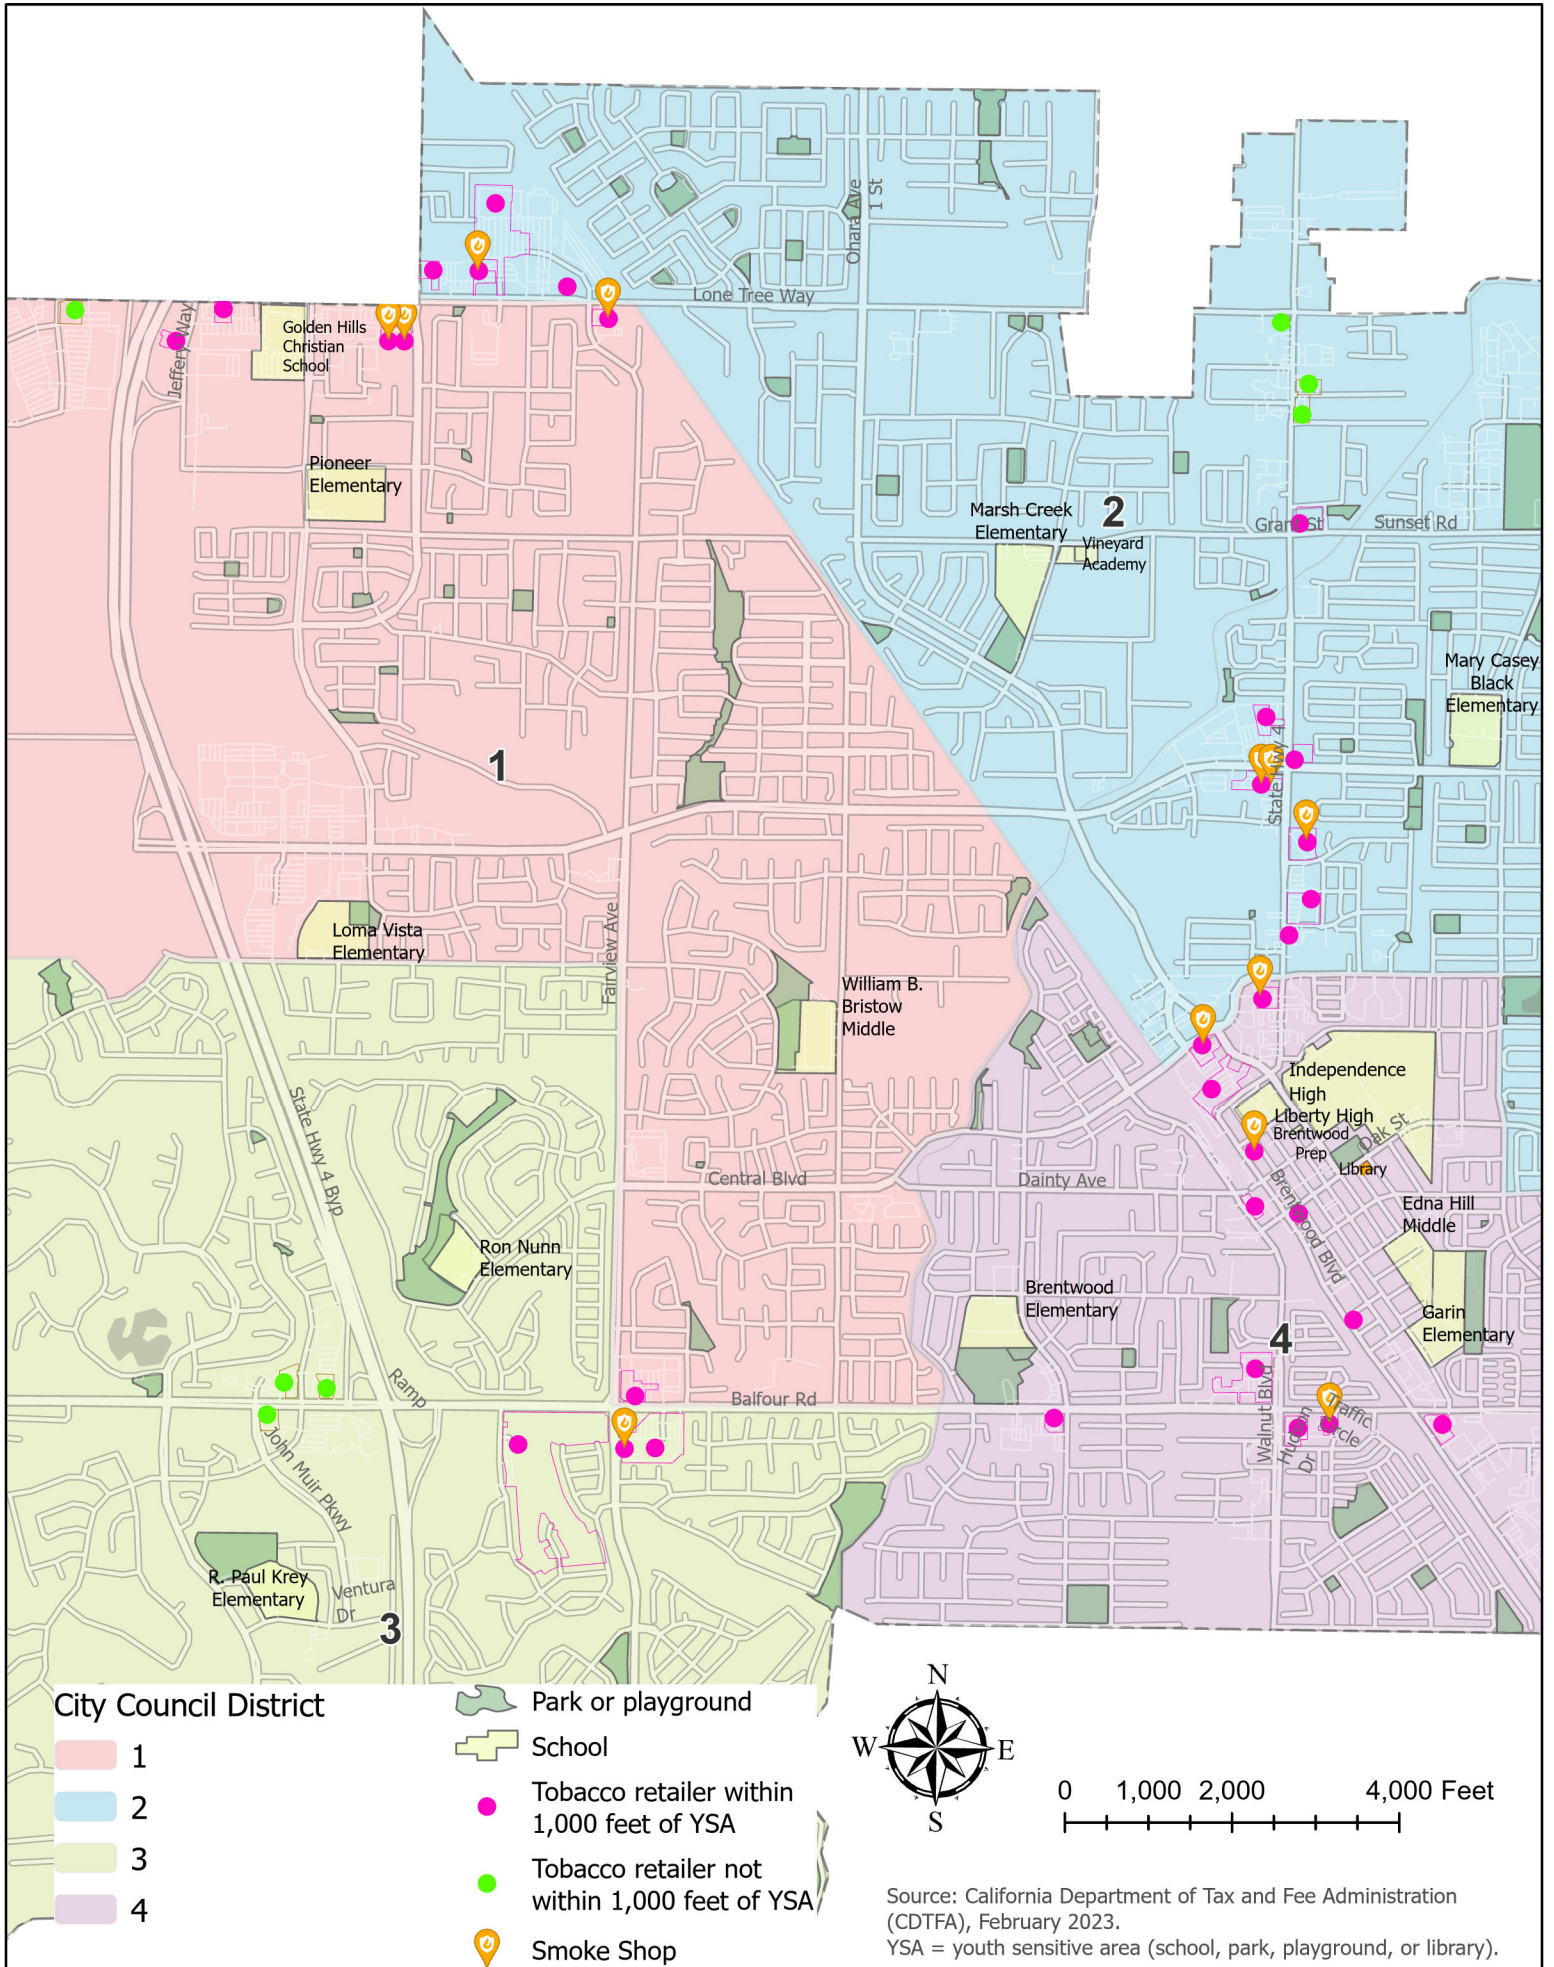 Ohara Ave
1 St
Lone Tree Way
Jeffery Way
Golden Hills
Christian
School
Pioneer
Elementary
Marsh Creek
Elementary
2
Vineyard
Academy
Grant St
Sunset Rd
Mary Casey
Black
Elementary
1
State Hwy 4
Loma Vista
Elementary
Fairview Ave
William B.
Bristow
Middle
Independence
High
Liberty High
Brentwood
Prep
Oak St
Library
State Hwy 4 Byp
Central Blvd
Dainty Ave
Brentwood Blvd
Edna Hill
Middle
Ron Nunn
Elementary
Brentwood
Elementary
Garin
Elementary
4
Ramp
Balfour Rd
Walnut Blvd
Hudson
Dr
Traffic
Circle
John Muir Pkwy
R. Paul Krey
Elementary
Ventura
Dr
3
City Council District
1
2
3
4
Park or playground
School
Tobacco retailer within
1,000 feet of YSA
Tobacco retailer not
within 1,000 feet of YSA
Smoke Shop
N
W
E
S
0 1,000 2,000 4,000 Feet
Source: California Department of Tax and Fee Administration
(CDTFA), February 2023.
YSA = youth sensitive area (school, park, playground, or library).